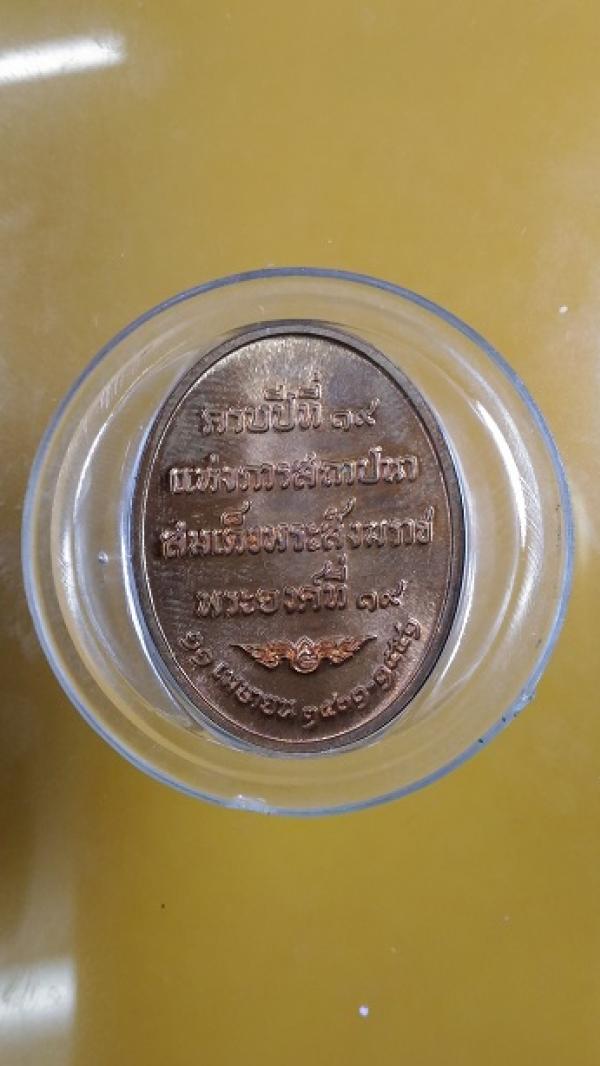 ครบปีที่ ๑๙
แห่งการสถาปนา
สมเด็จพระสังฆราช
พระองค์ที่ ๑๙
๒๑ เมษายน ๒๕๓๒-๒๕๕๑